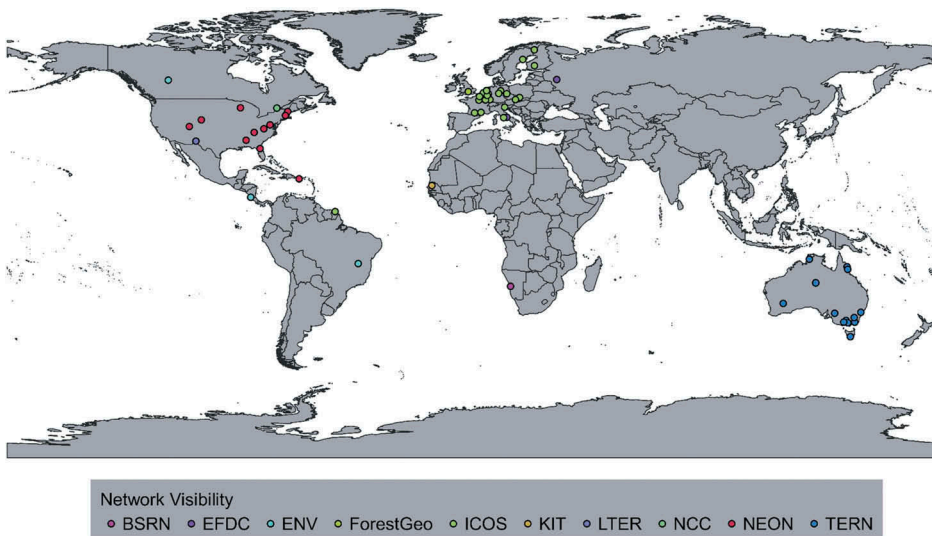 Network Visibility
BSRN EFDC ENV ForestGeo ICOS KIT LTER NCC NEON TERN